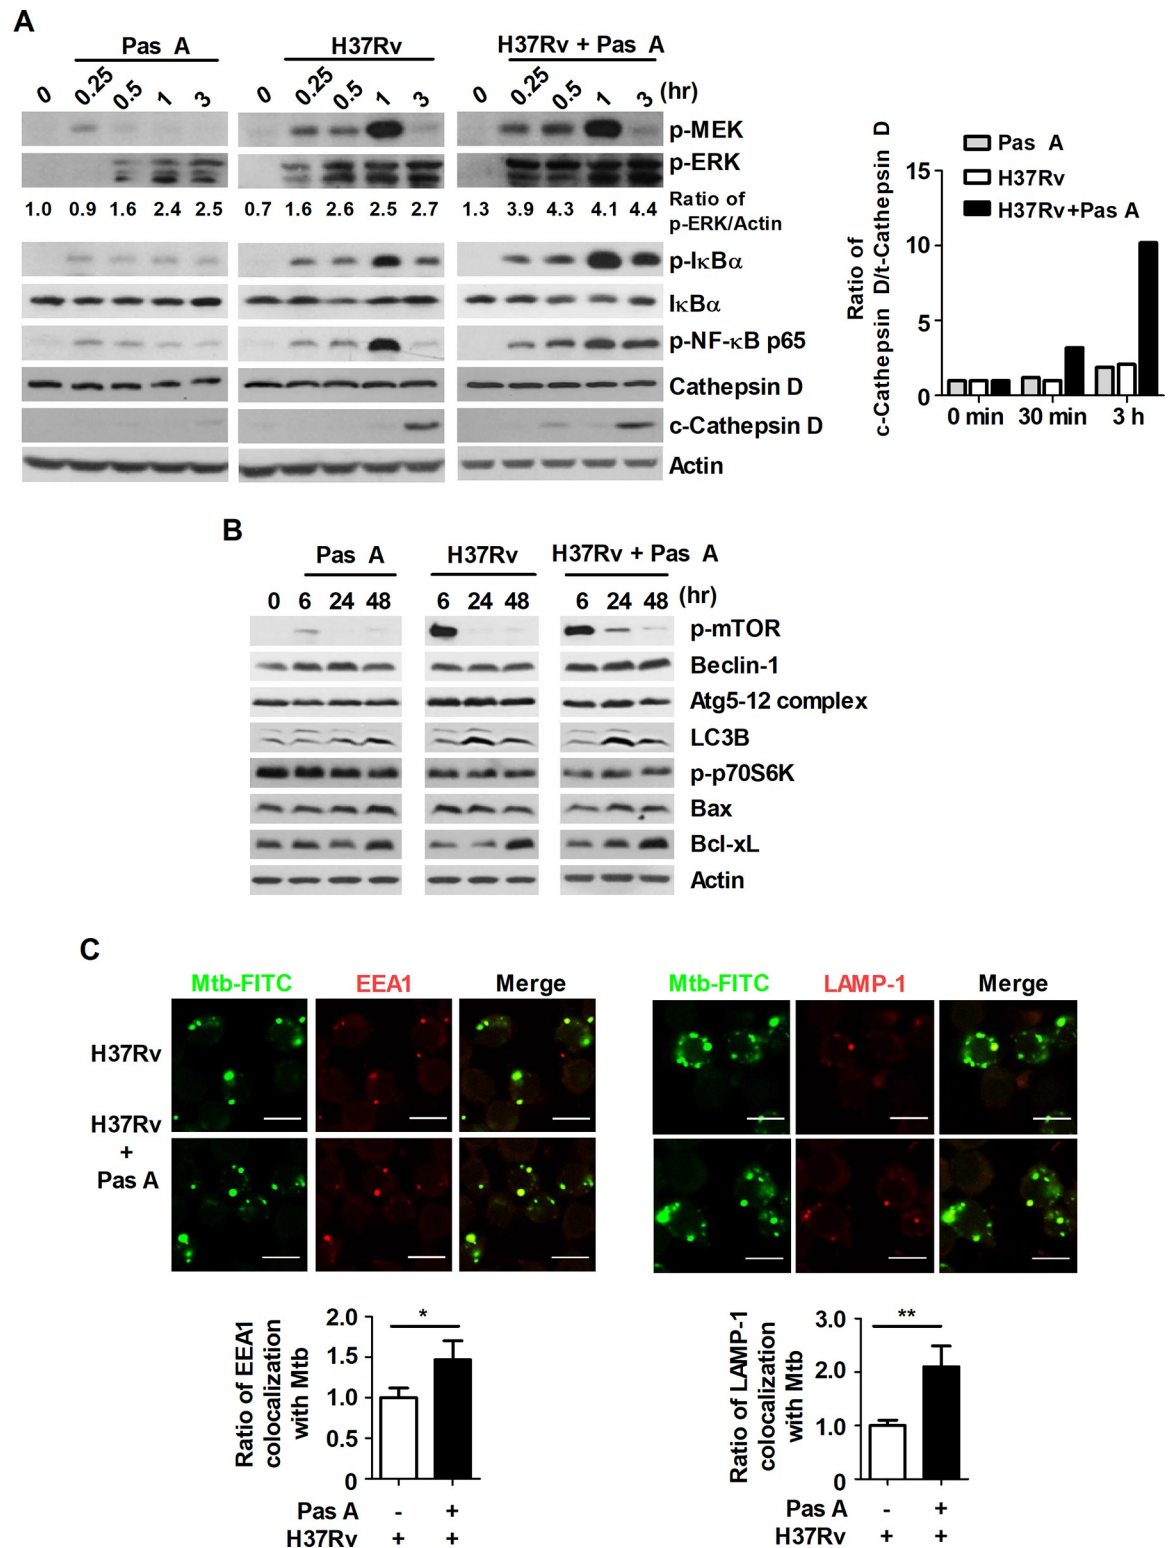 A
Pas A
H37Rv
H37Rv + Pas A
0 0.25 0.5 1 3
0 0.25 0.5 1 3
0 0.25 0.5 1 3 (hr)
p-MEK
p-ERK
1.0 0.9 1.6 2.4 2.5
0.7 1.6 2.6 2.5 2.7
1.3 3.9 4.3 4.1 4.4
Ratio of
p-ERK/Actin
p-IκBα
IκBα
p-NF-κB p65
Cathepsin D
c-Cathepsin D
Actin
Ratio of
c-Cathepsin D/t-Cathepsin D
Pas A
H37Rv
H37Rv+Pas A
15
10
5
0
0 min 30 min 3 h
B
Pas A
H37Rv
H37Rv + Pas A
0 6 24 48
6 24 48
6 24 48 (hr)
p-mTOR
Beclin-1
Atg5-12 complex
LC3B
p-p70S6K
Bax
Bcl-xL
Actin
C
Mtb-FITC EEA1 Merge
Mtb-FITC LAMP-1 Merge
H37Rv
H37Rv
+
Pas A
Ratio of EEA1
colocalization
with Mtb
2.0
1.5
1.0
0.5
0
*
Pas A - +
H37Rv + +
Ratio of LAMP-1
colocalization
with Mtb
3.0
2.0
1.0
0
**
Pas A - +
H37Rv + +